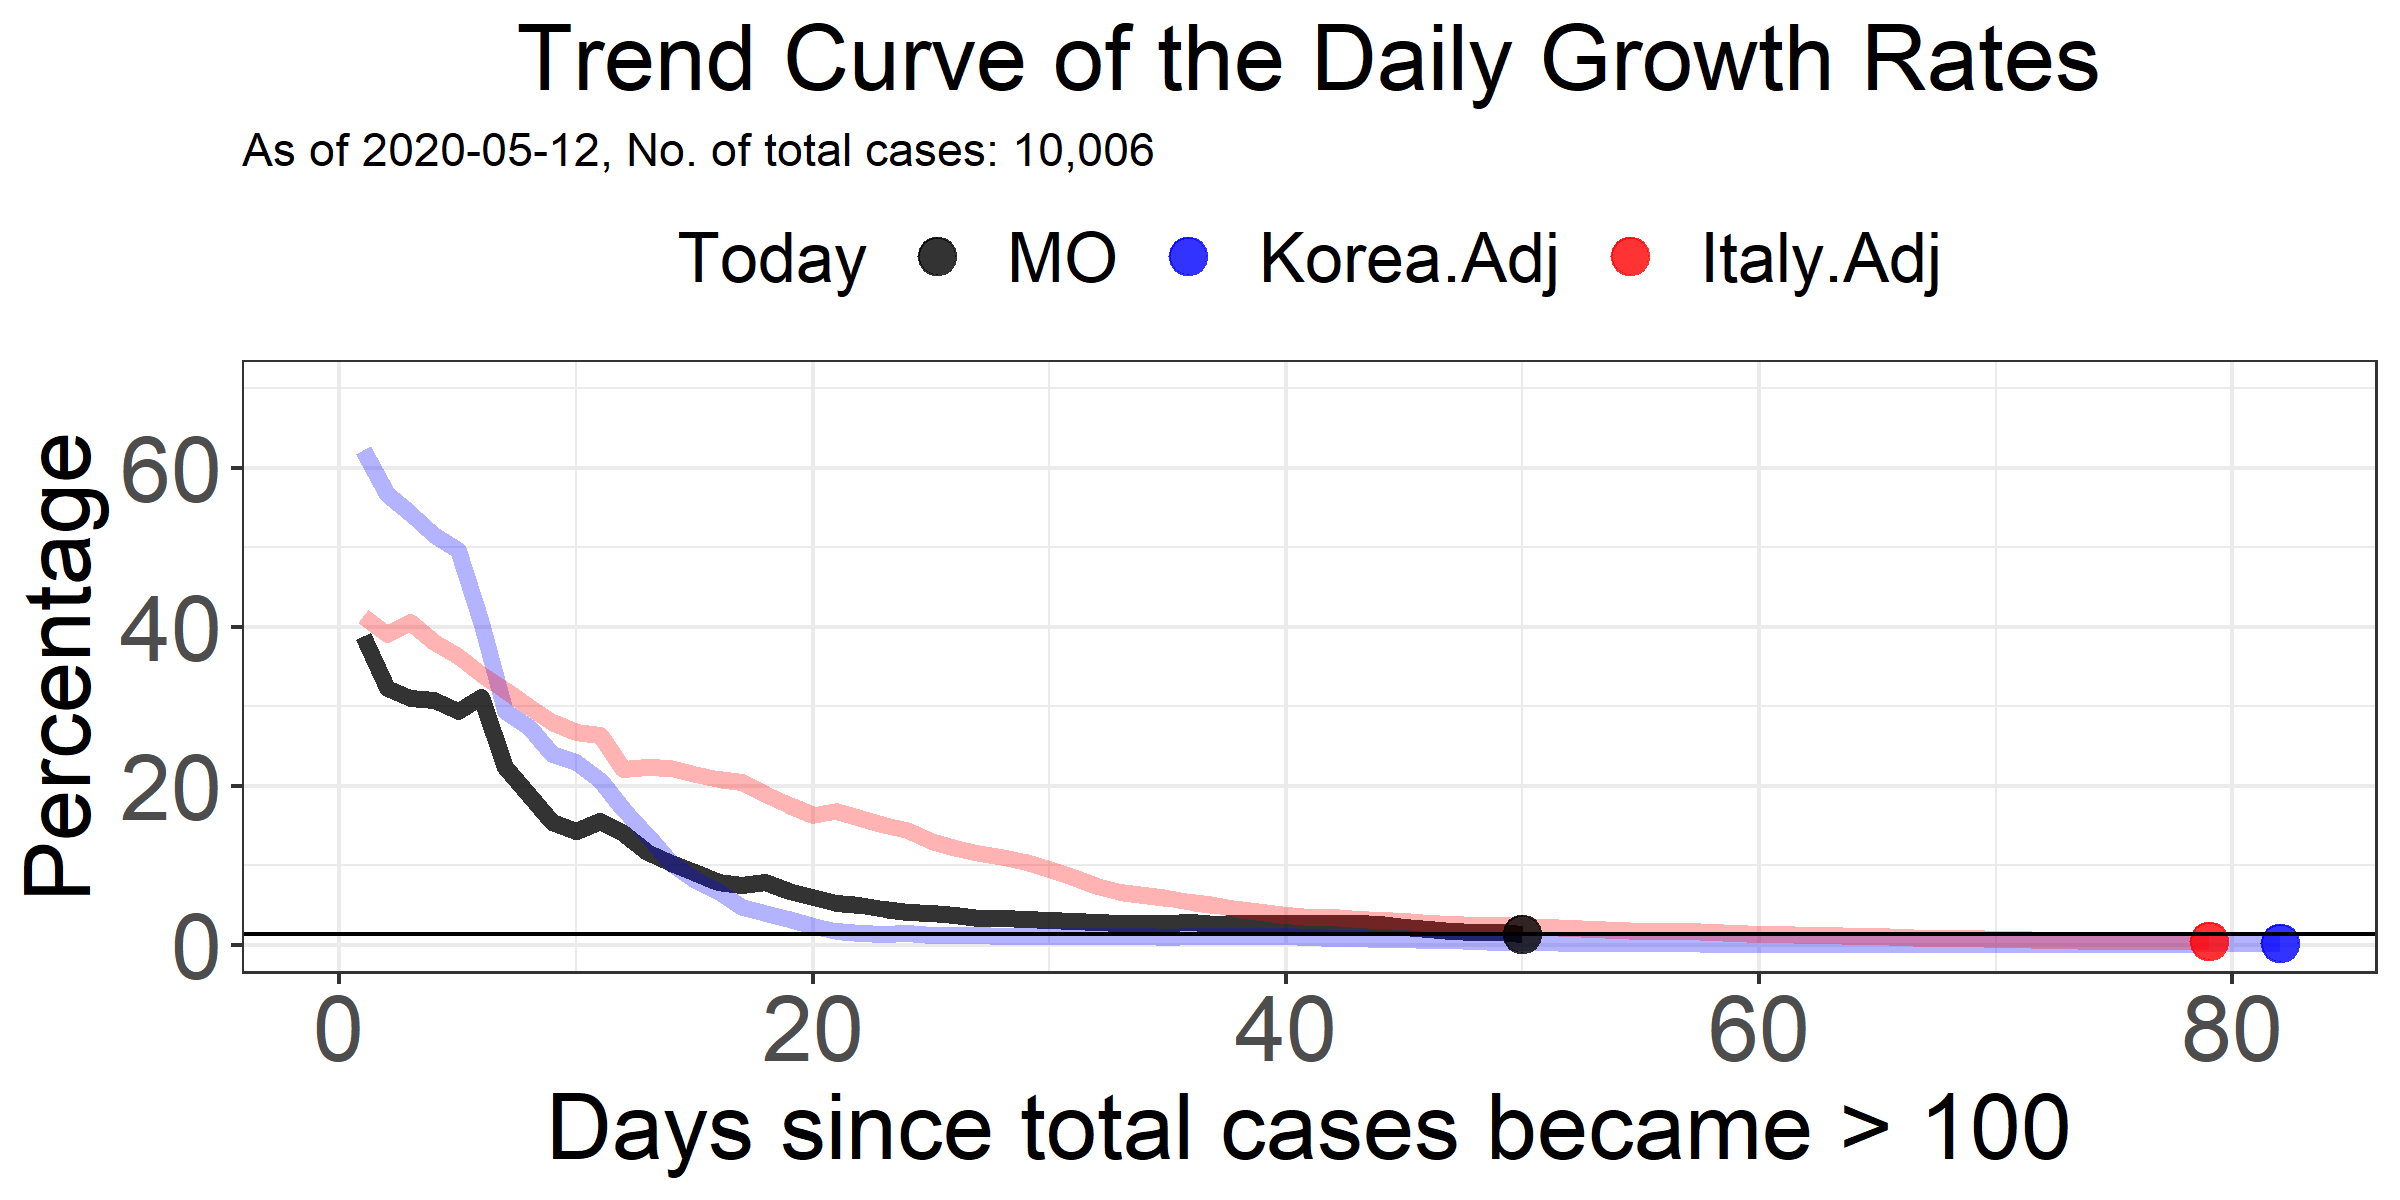 Trend Curve of the Daily Growth Rates
As of 2020-05-12, No. of total cases: 10,006
Today MO Korea.Adj Italy.Adj
Percentage
60
40
20
0
0 20 40 60 80
Days since total cases became > 100